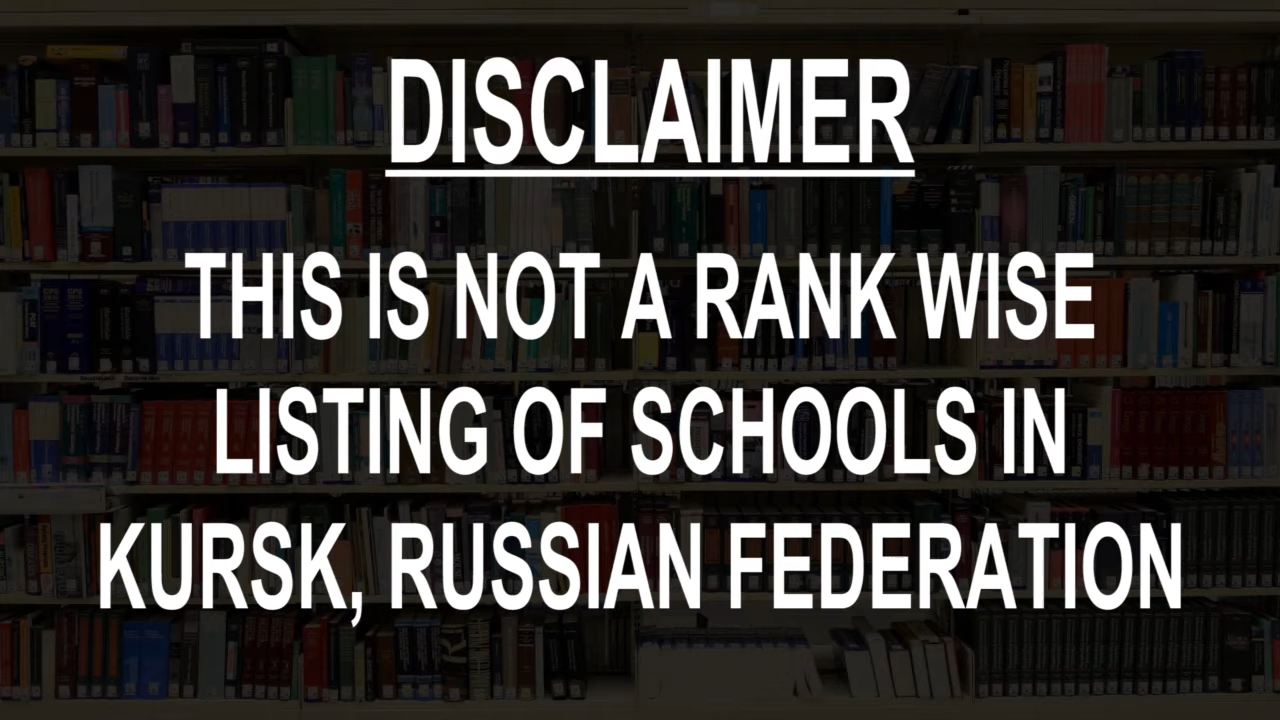 DISCLAIMER
THIS IS NOT A RANK WISE
LISTING OF SCHOOLS IN
KURSK, RUSSIAN FEDERATION